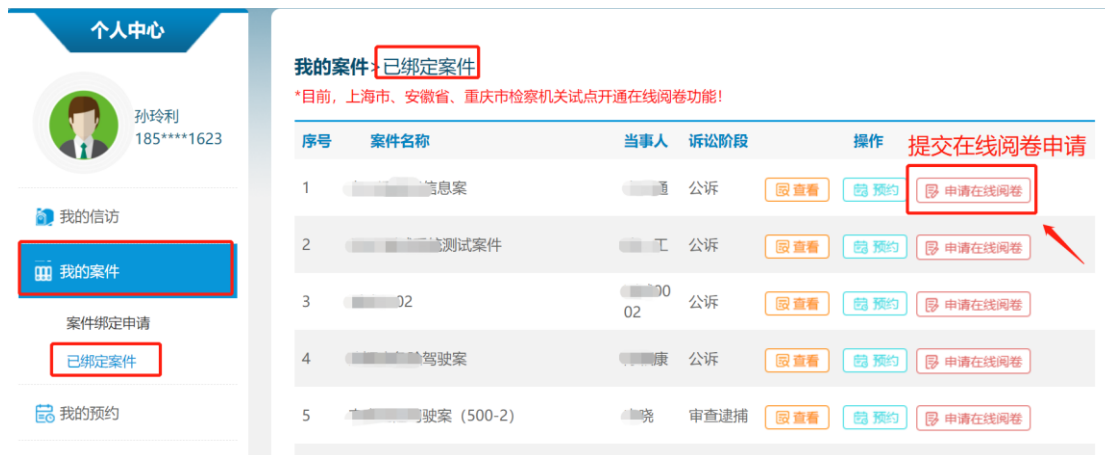 个人中心
孙玲利
185****1623
我的信访
我的案件
案件绑定申请
已绑定案件
我的预约
我的案件>已绑定案件
*目前，上海市、安徽省、重庆市检察机关试点开通在线阅卷功能！
提交在线阅卷申请
序号 案件名称 当事人 诉讼阶段 操作
1 信息案 通 公诉 查看 预约 申请在线阅卷
2 测试案件 工 公诉 查看 预约 申请在线阅卷
3 02 02 公诉 查看 预约 申请在线阅卷
4 驾驶案 康 公诉 查看 预约 申请在线阅卷
5 驶案（500-2） 晓 审查逮捕 查看 预约 申请在线阅卷